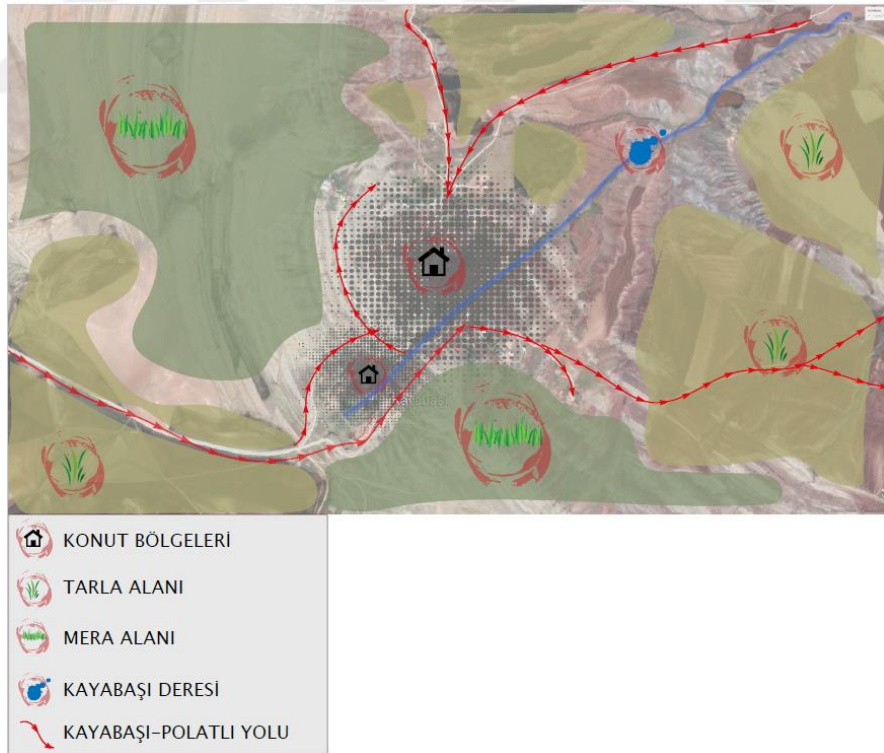 KONUT BÖLGELERİ
TARLA ALANI
MERA ALANI
KAYABAŞI DERESİ
KAYABAŞI-POLATLI YOLU